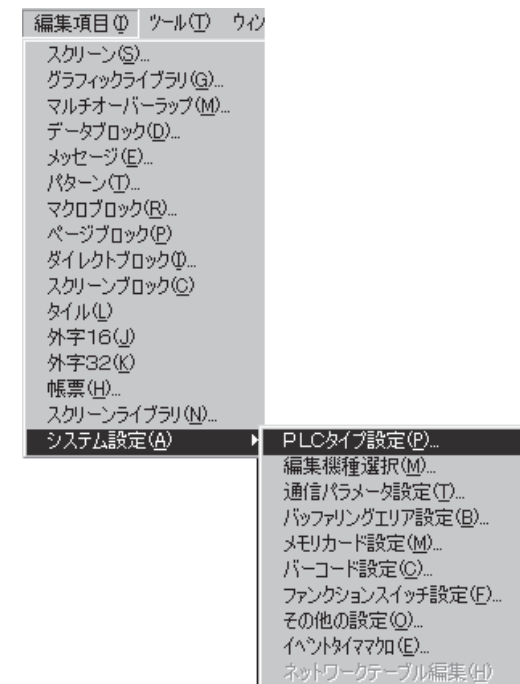 編集項目(I) ツール(T) ウィン
スクリーン(S)...
グラフィックライブラリ(G)...
マルチオーバーラップ(M)...
データブロック(D)...
メッセージ(E)...
パターン(T)...
マクロブロック(R)...
ページブロック(P)
ダイレクトブロック(I)...
スクリーンブロック(C)
タイル(L)
外字16(J)
外字32(K)
帳票(H)...
スクリーンライブラリ(N)...
システム設定(A)
PLCタイプ設定(P)...
編集機種選択(M)...
通信パラメータ設定(T)...
バッファリングエリア設定(B)...
メモリカード設定(M)...
バーコード設定(C)...
ファンクションスイッチ設定(F)...
その他の設定(O)...
イベントタイママクロ(E)...
ネットワークテーブル編集(H)